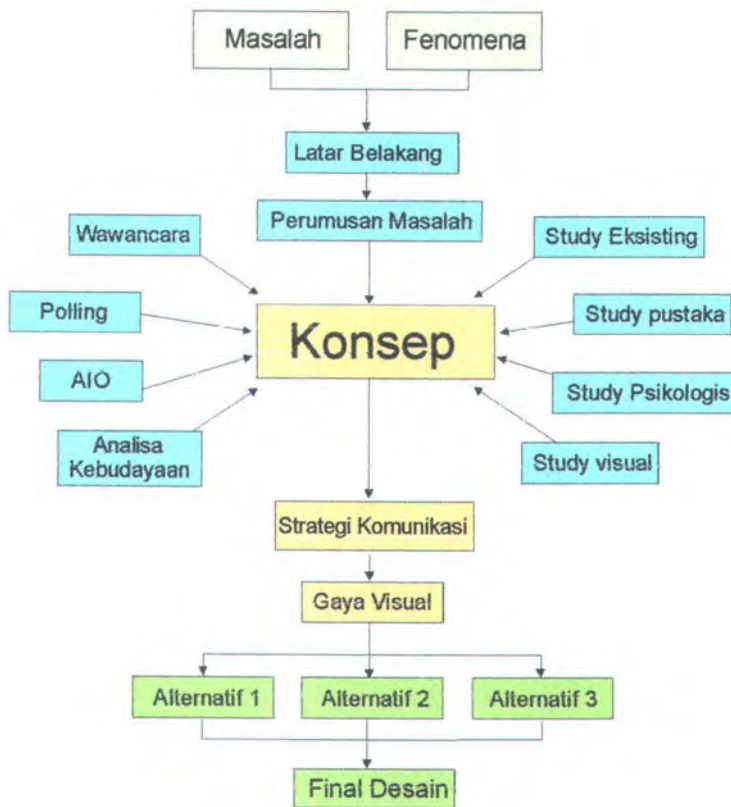 Masalah
Fenomena
Latar Belakang
Perumusan Masalah
Wawancara
Study Eksisting
Polling
Konsep
Study pustaka
AIO
Study Psikologis
Analisa
Kebudayaan
Study visual
Strategi Komunikasi
Gaya Visual
Alternatif 1
Alternatif 2
Alternatif 3
Final Desain